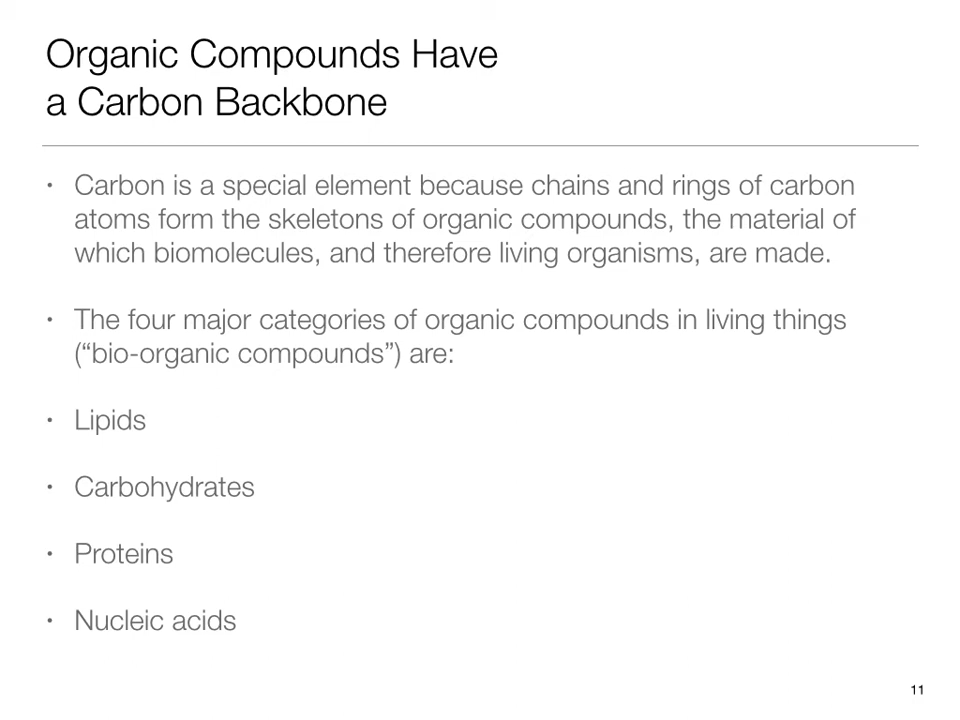 Organic Compounds Have
a Carbon Backbone
• Carbon is a special element because chains and rings of carbon
atoms form the skeletons of organic compounds, the material of
which biomolecules, and therefore living organisms, are made.
• The four major categories of organic compounds in living things
(“bio-organic compounds”) are:
• Lipids
• Carbohydrates
• Proteins
• Nucleic acids
11